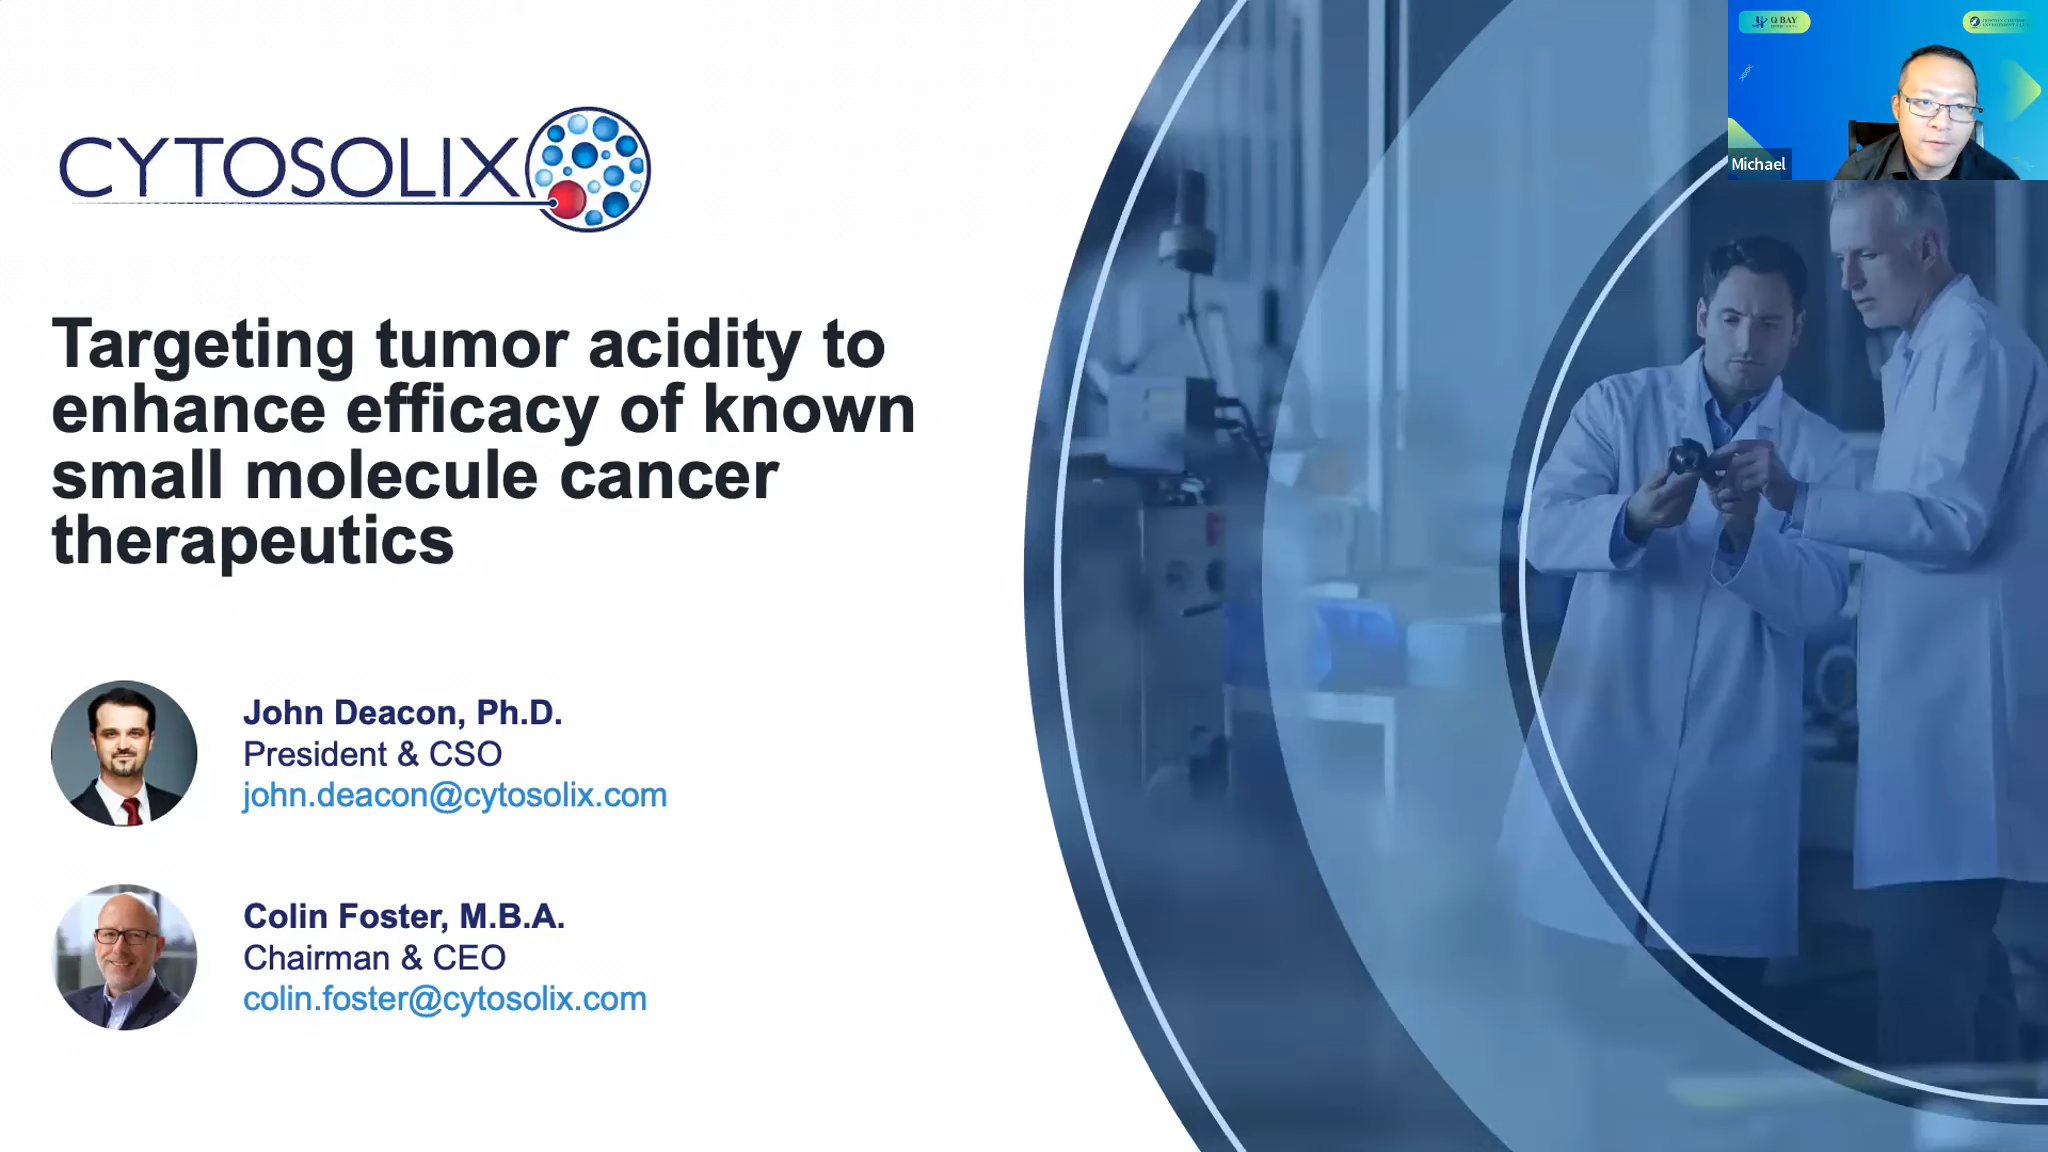 Q BAY
Michael
CYTOSOLIX
Targeting tumor acidity to
enhance efficacy of known
small molecule cancer
therapeutics
John Deacon, Ph.D.
President & CSO
john.deacon@cytosolix.com
Colin Foster, M.B.A.
Chairman & CEO
colin.foster@cytosolix.com